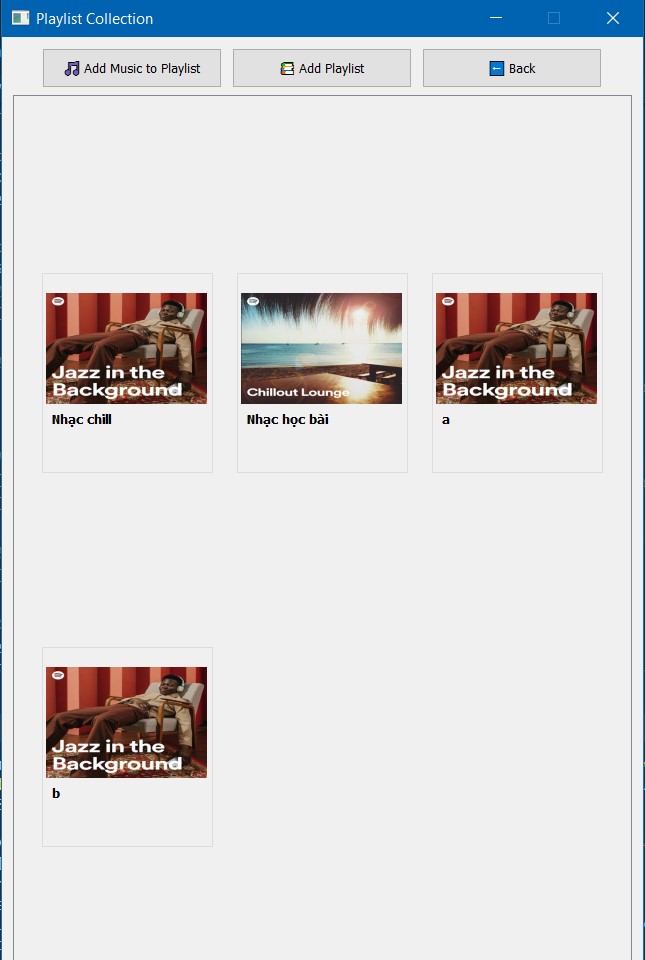 Playlist Collection
Add Music to Playlist
Add Playlist
Back
Jazz in the
Background
Nhạc chill
Chillout Lounge
Nhạc học bài
Jazz in the
Background
a
Jazz in the
Background
b